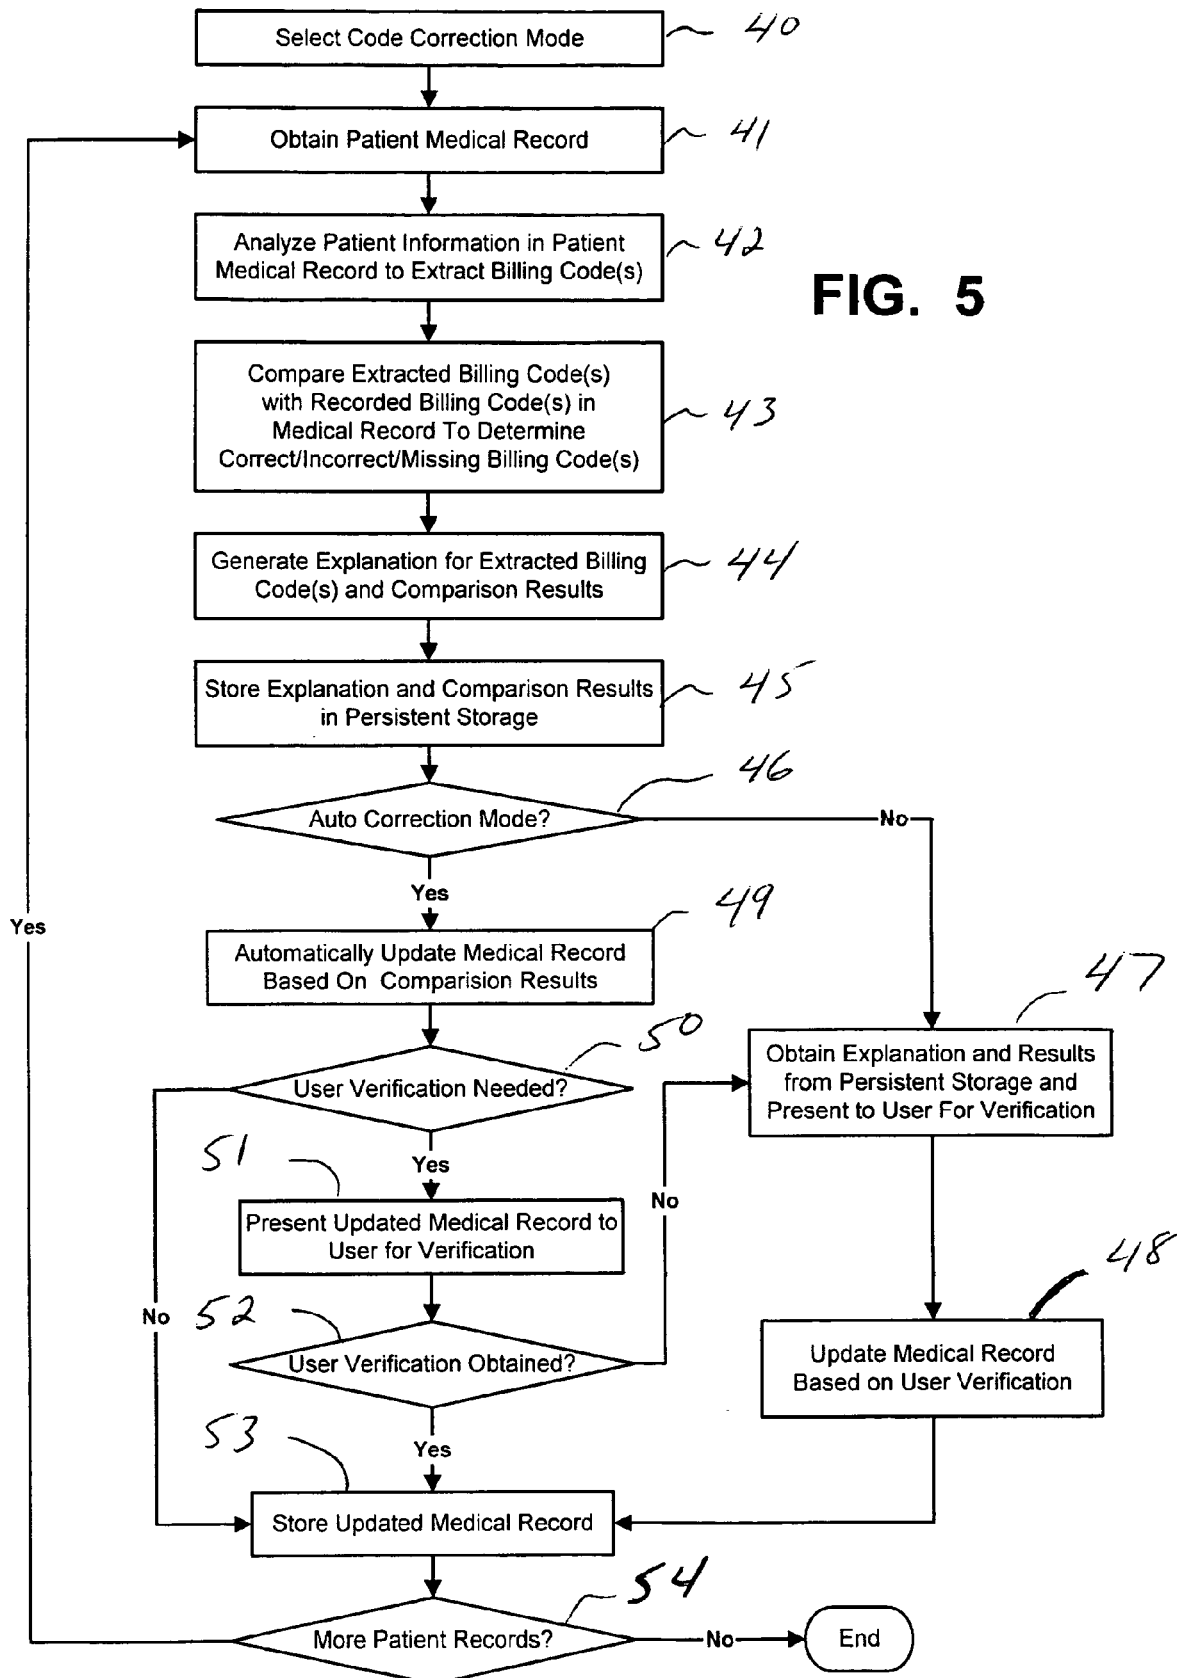 Select Code Correction Mode
40
Obtain Patient Medical Record
41
Analyze Patient Information in Patient
Medical Record to Extract Billing Code(s)
42
FIG. 5
Compare Extracted Billing Code(s)
with Recorded Billing Code(s) in
Medical Record To Determine
Correct/Incorrect/Missing Billing Code(s)
43
Generate Explanation for Extracted Billing
Code(s) and Comparison Results
44
Store Explanation and Comparison Results
in Persistent Storage
45
Auto Correction Mode?
46
No
Yes
Yes
Automatically Update Medical Record
Based On Comparision Results
49
User Verification Needed?
50
Obtain Explanation and Results
from Persistent Storage and
Present to User For Verification
47
Yes
No
51
Present Updated Medical Record to
User for Verification
No
52
User Verification Obtained?
Update Medical Record
Based on User Verification
48
Yes
53
Store Updated Medical Record
More Patient Records?
54
No
End